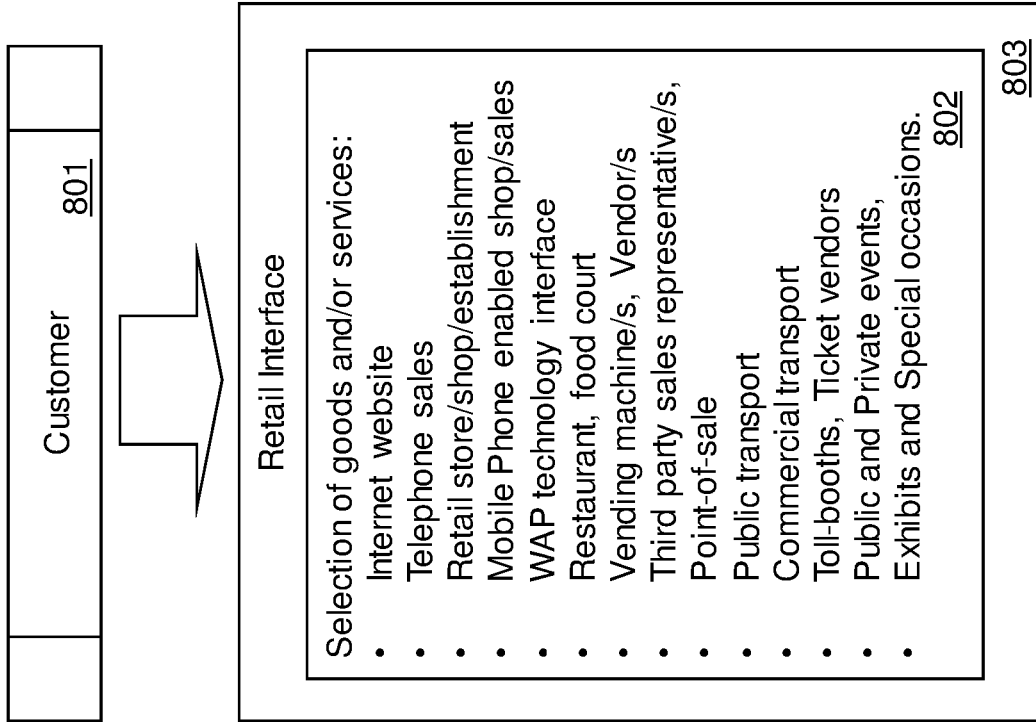 Customer
801
Retail Interface
Selection of goods and/or services:
• Internet website
• Telephone sales
• Retail store/shop/establishment
• Mobile Phone enabled shop/sales
• WAP technology interface
• Restaurant, food court
• Vending machine/s, Vendor/s
• Third party sales representative/s,
• Point-of-sale
• Public transport
• Commercial transport
• Toll-booths, Ticket vendors
• Public and Private events,
• Exhibits and Special occasions.
802
803